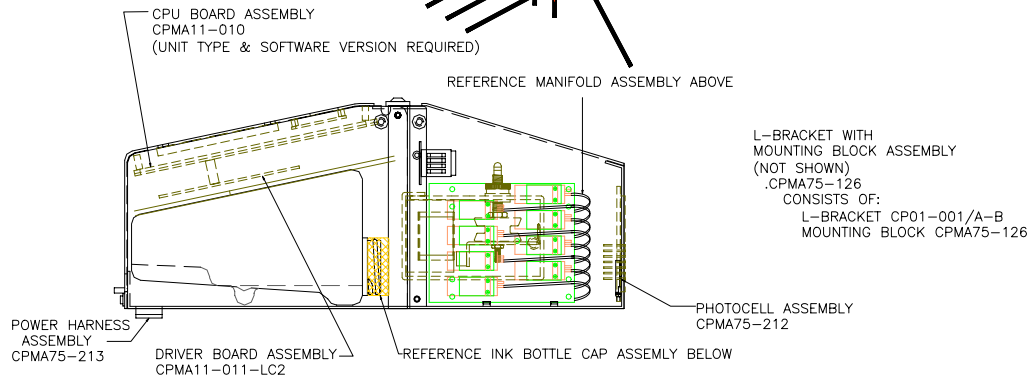 CPU BOARD ASSEMBLY
CPMA11-010
(UNIT TYPE & SOFTWARE VERSION REQUIRED)
REFERENCE MANIFOLD ASSEMBLY ABOVE
L-BRACKET WITH
MOUNTING BLOCK ASSEMBLY
(NOT SHOWN)
.CPMA75-126
CONSISTS OF:
L-BRACKET CP01-001/A-B
MOUNTING BLOCK CPMA75-126
PHOTOCELL ASSEMBLY
CPMA75-212
POWER HARNESS
ASSEMBLY
CPMA75-213
DRIVER BOARD ASSEMBLY
CPMA11-011-LC2
REFERENCE INK BOTTLE CAP ASSEMLY BELOW